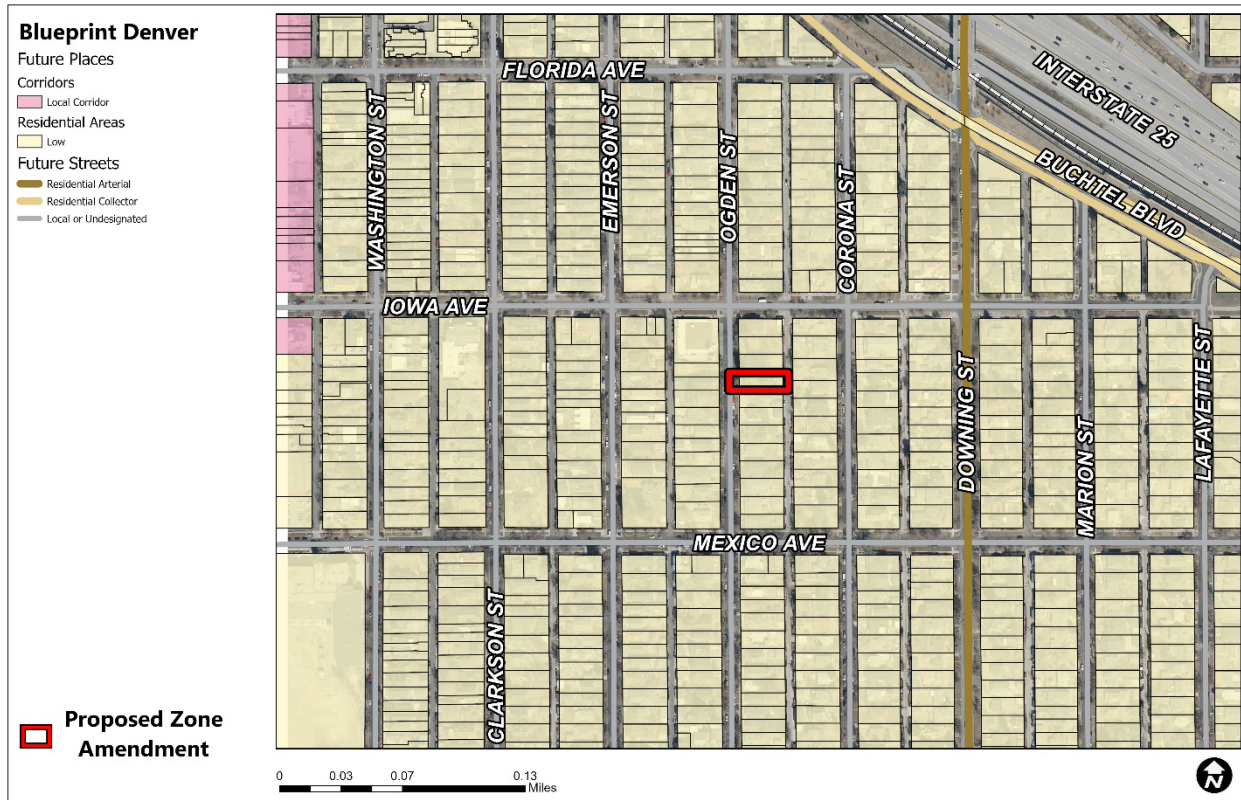 Blueprint Denver
Future Places
Corridors
Local Corridor
Residential Areas
Low
Future Streets
Residential Arterial
Residential Collector
Local or Undesignated
Proposed Zone
Amendment
FLORIDA AVE
INTERSTATE 25
WASHINGTON ST
EMERSON ST
OGDEN ST
CORONA ST
BUCHTEL BLVD
IOWA AVE
DOWNING ST
LAFAYETTE ST
MARION ST
MEXICO AVE
CLARKSON ST
0 0.03 0.07 0.13
Miles
N